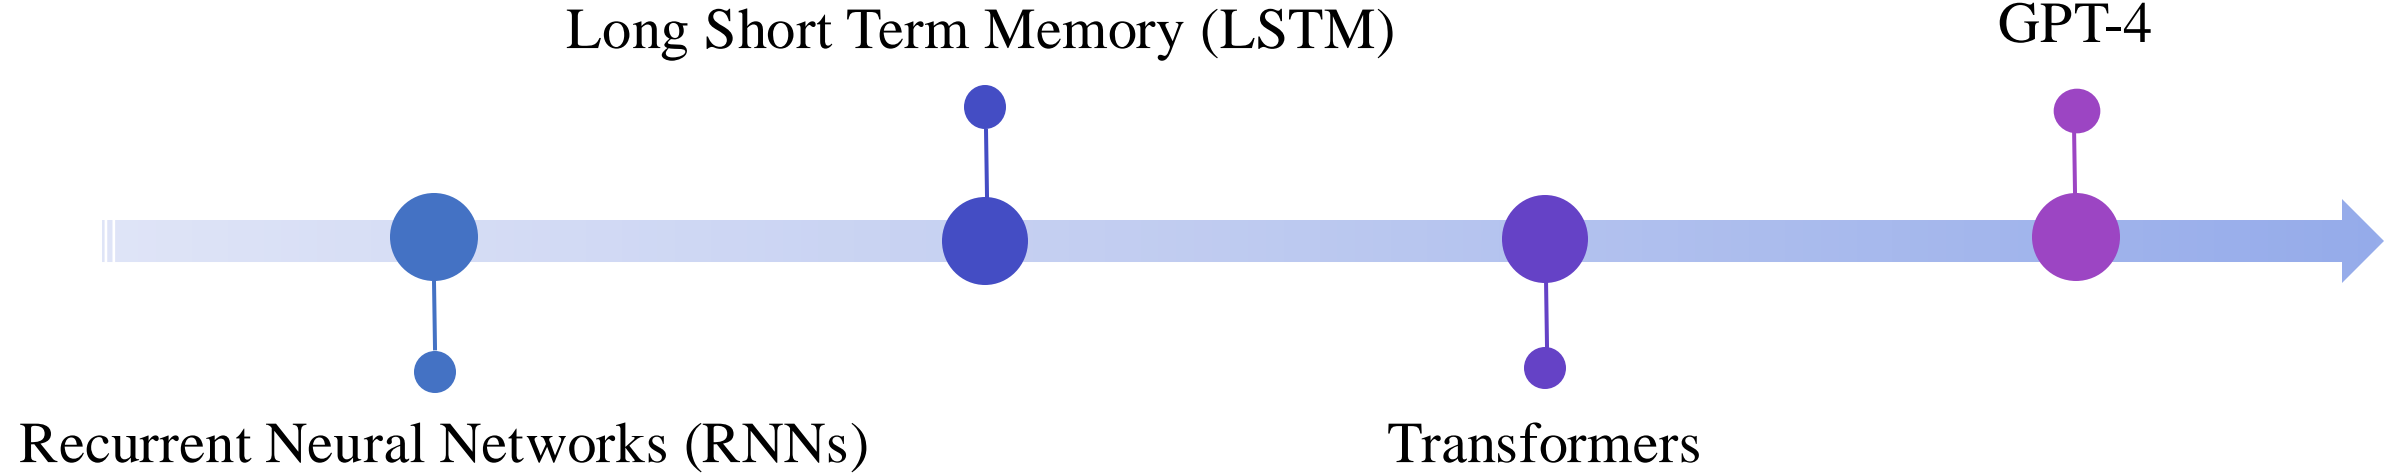 Long Short Term Memory (LSTM)
GPT-4
Recurrent Neural Networks (RNNs)
Transformers